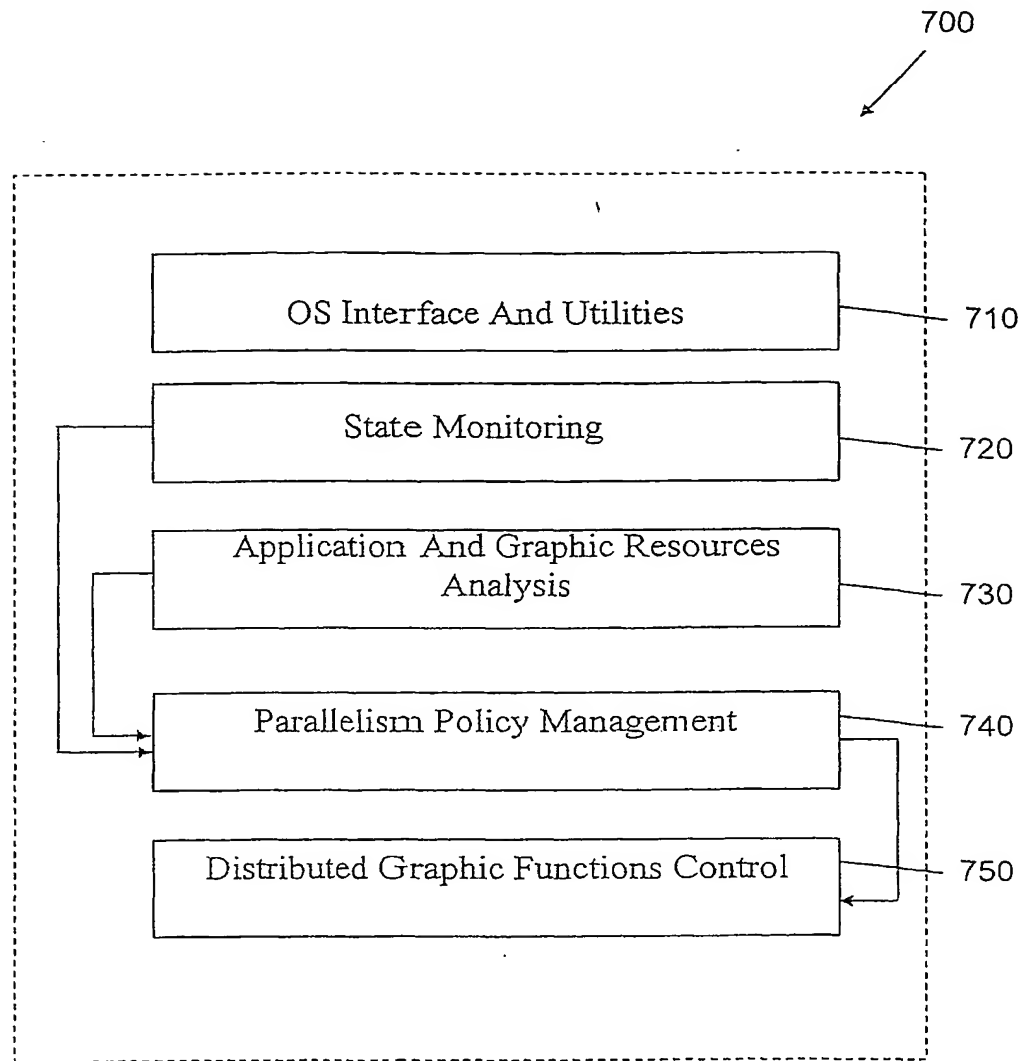 700
OS Interface And Utilities
710
State Monitoring
720
Application And Graphic Resources
Analysis
730
Parallelism Policy Management
740
Distributed Graphic Functions Control
750